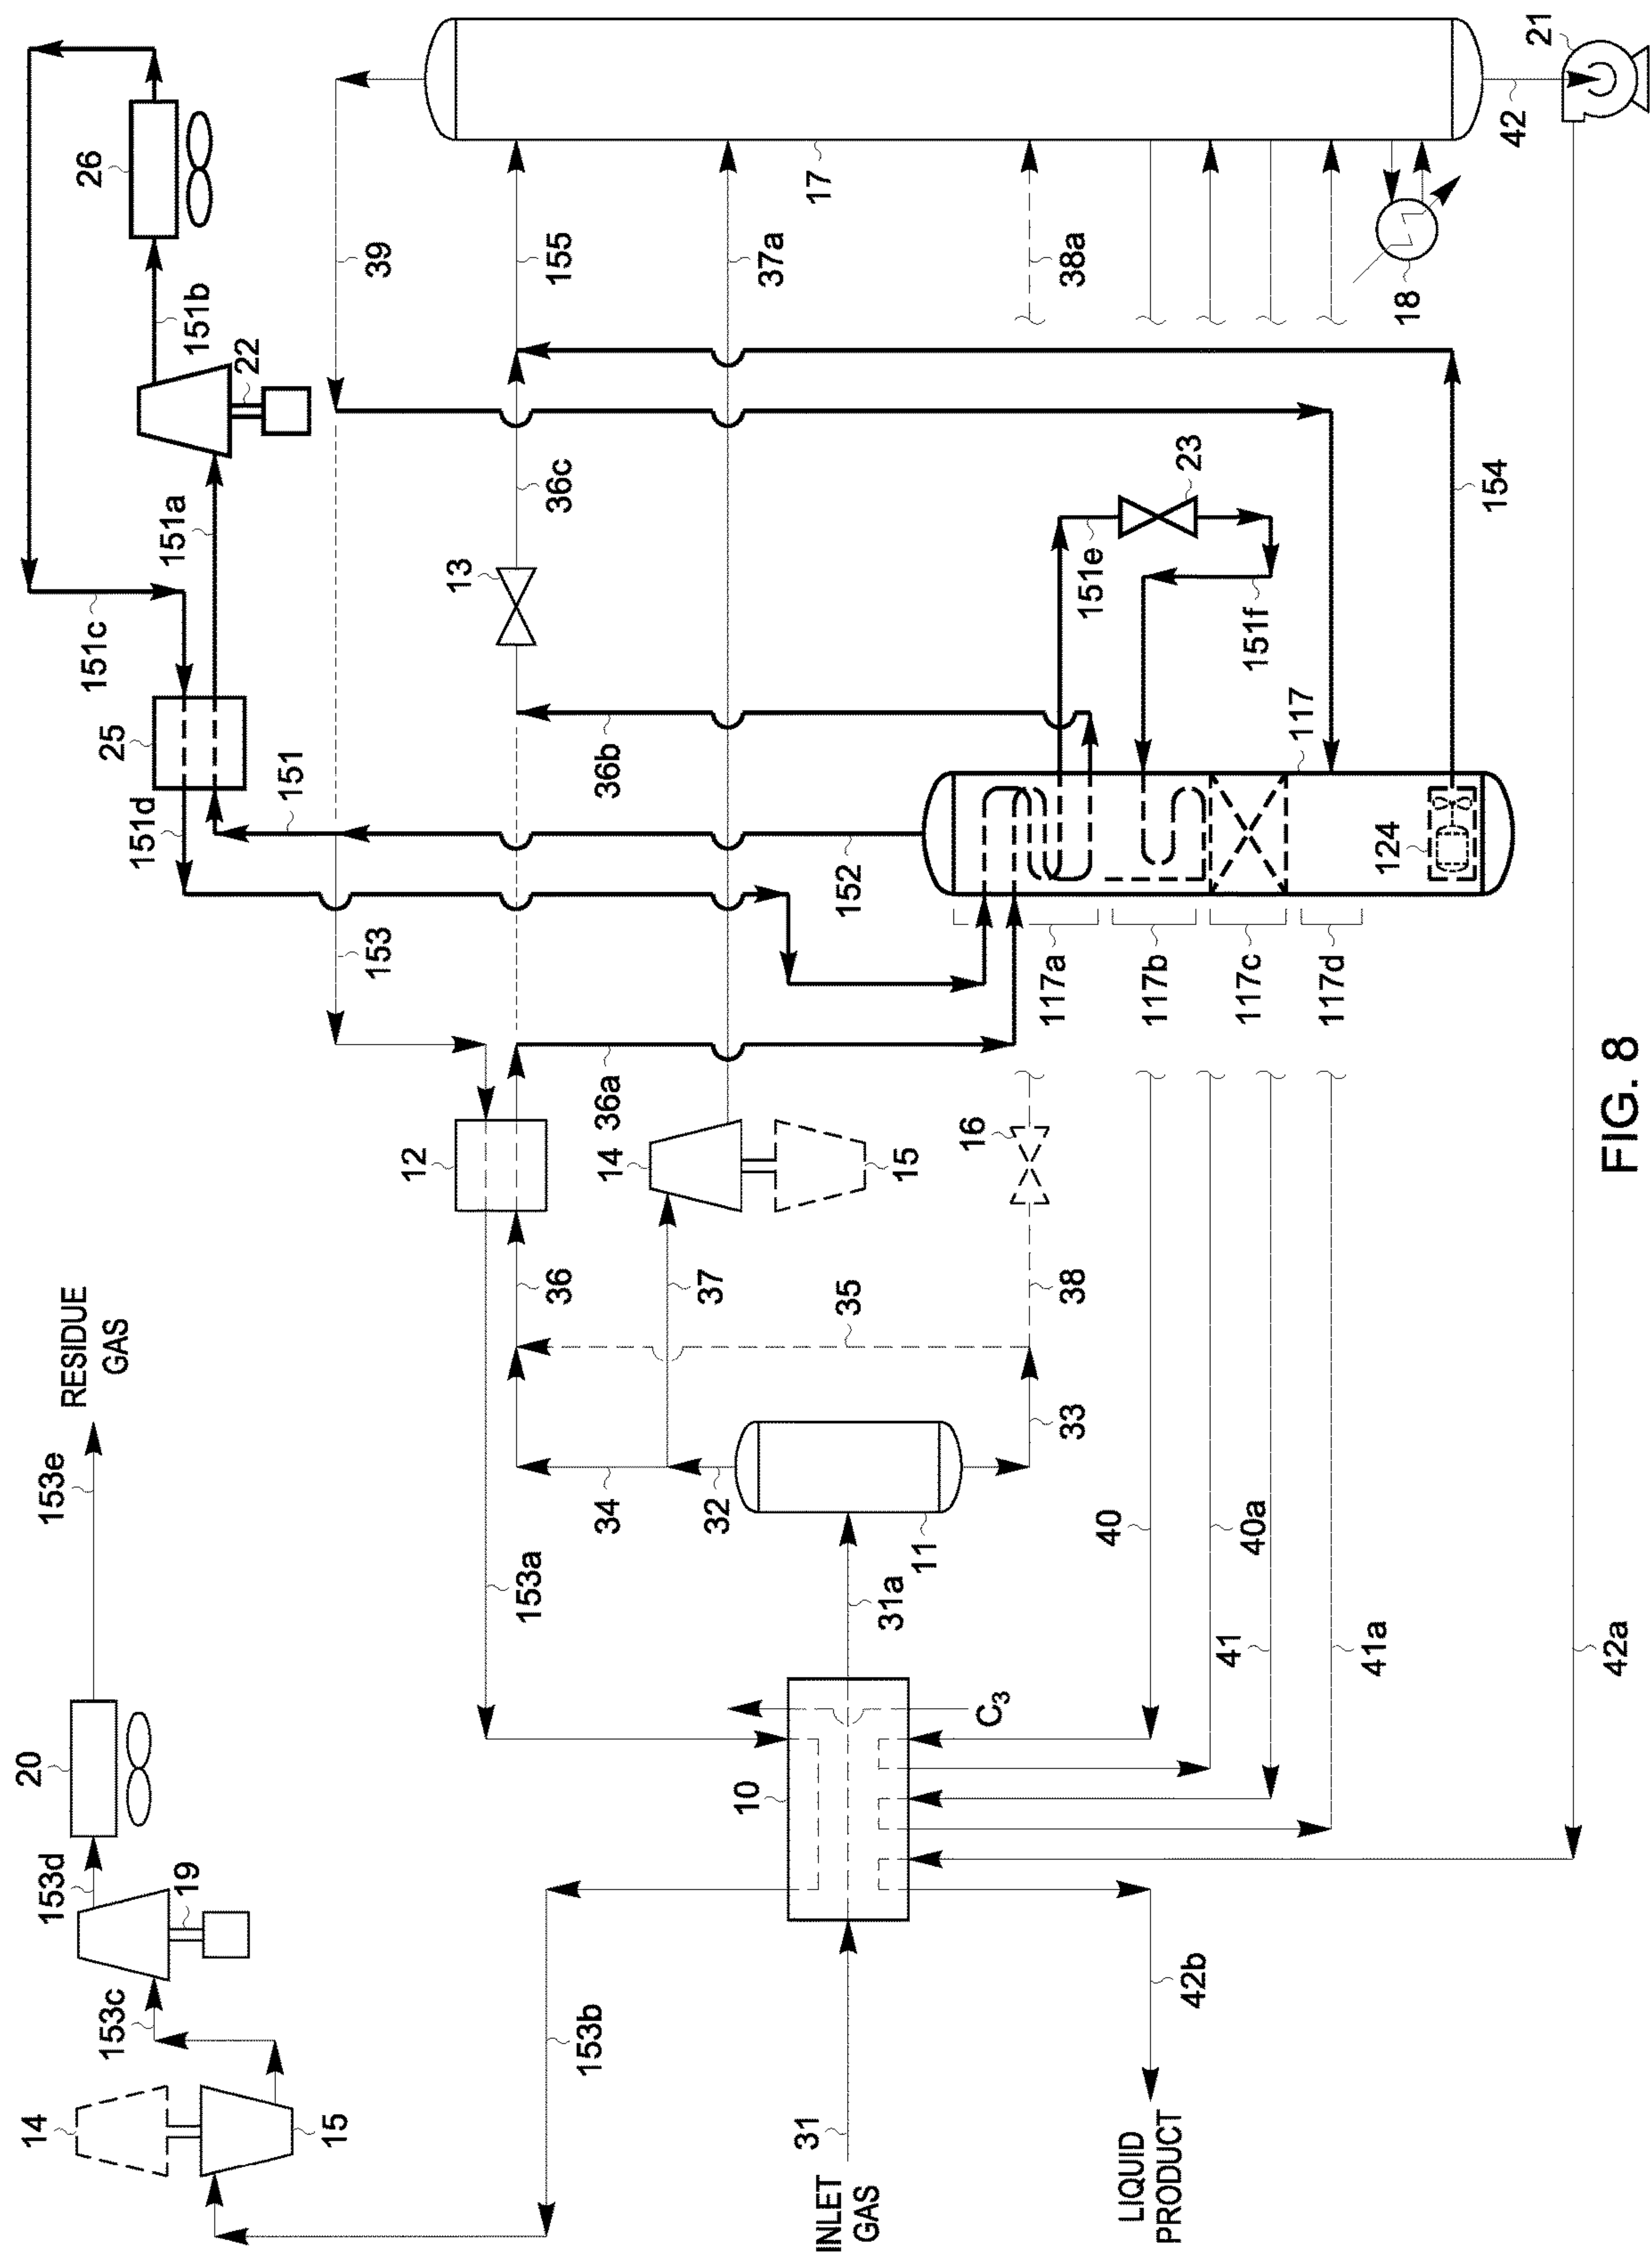 RESIDUE
GAS
153e
20
153d
19
153c
14
15
153b
153a
34
32
33
11
31a
10
C3
31
INLET
GAS
40
40a
41
41a
42a
42b
LIQUID
PRODUCT
36
37
35
38
12
14
15
16
36a
153
152
151d
151
25
151c
151a
22
151b
26
39
155
37a
38a
17
18
42
21
13
36c
36b
151e
23
151f
154
117
124
117a
117b
117c
117d
FIG. 8